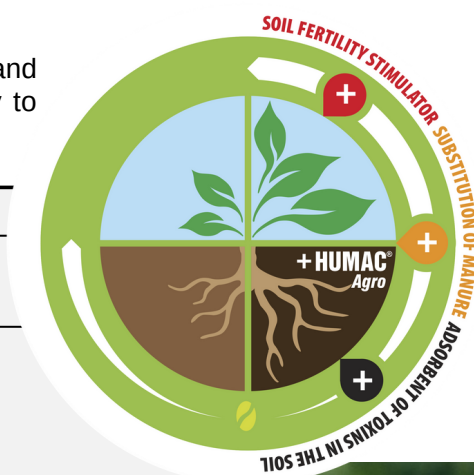 and
to
SOIL FERTILITY STIMULATOR
SUBSTITUTION OF MANURE
ADSORBENT OF TOXINS IN THE SOIL
+ HUMAC®
Agro